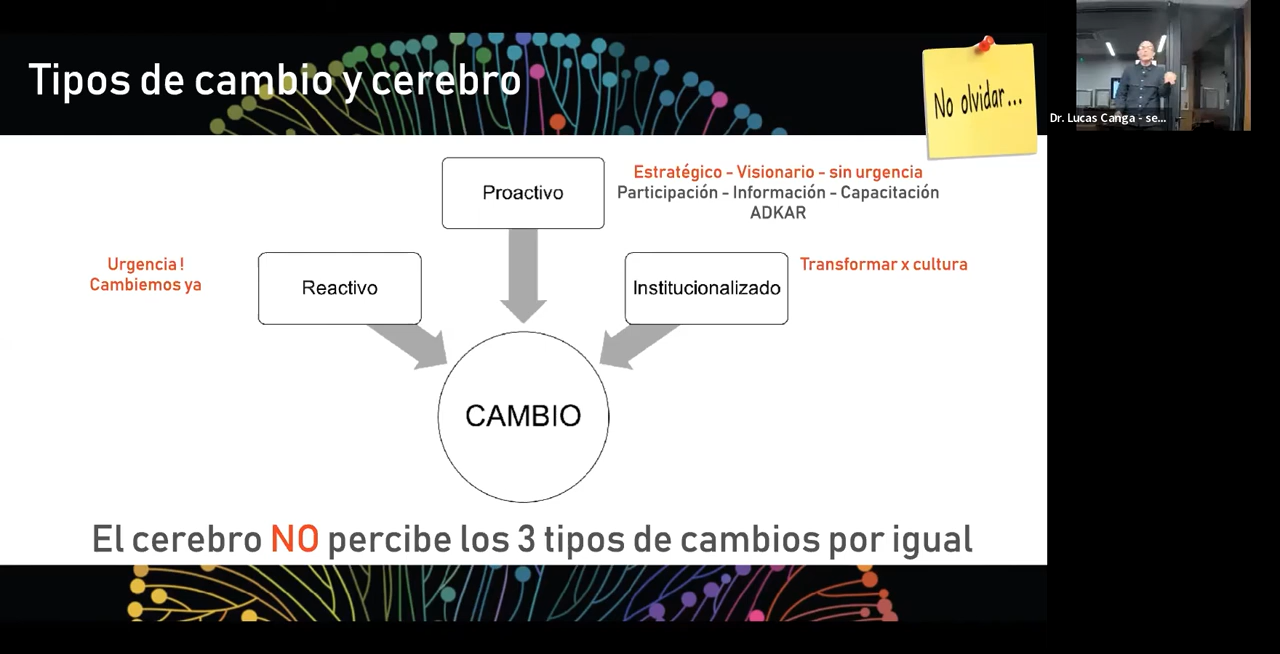 Tipos de cambio y cerebro
No olvidar...
Dr. Lucas Canga - se...
Proactivo
Estratégico - Visionario - sin urgencia
Participación - Información - Capacitación
ADKAR
Urgencia !
Cambiemos ya
Reactivo
Institucionalizado
Transformar x cultura
CAMBIO
El cerebro NO percibe los 3 tipos de cambios por igual